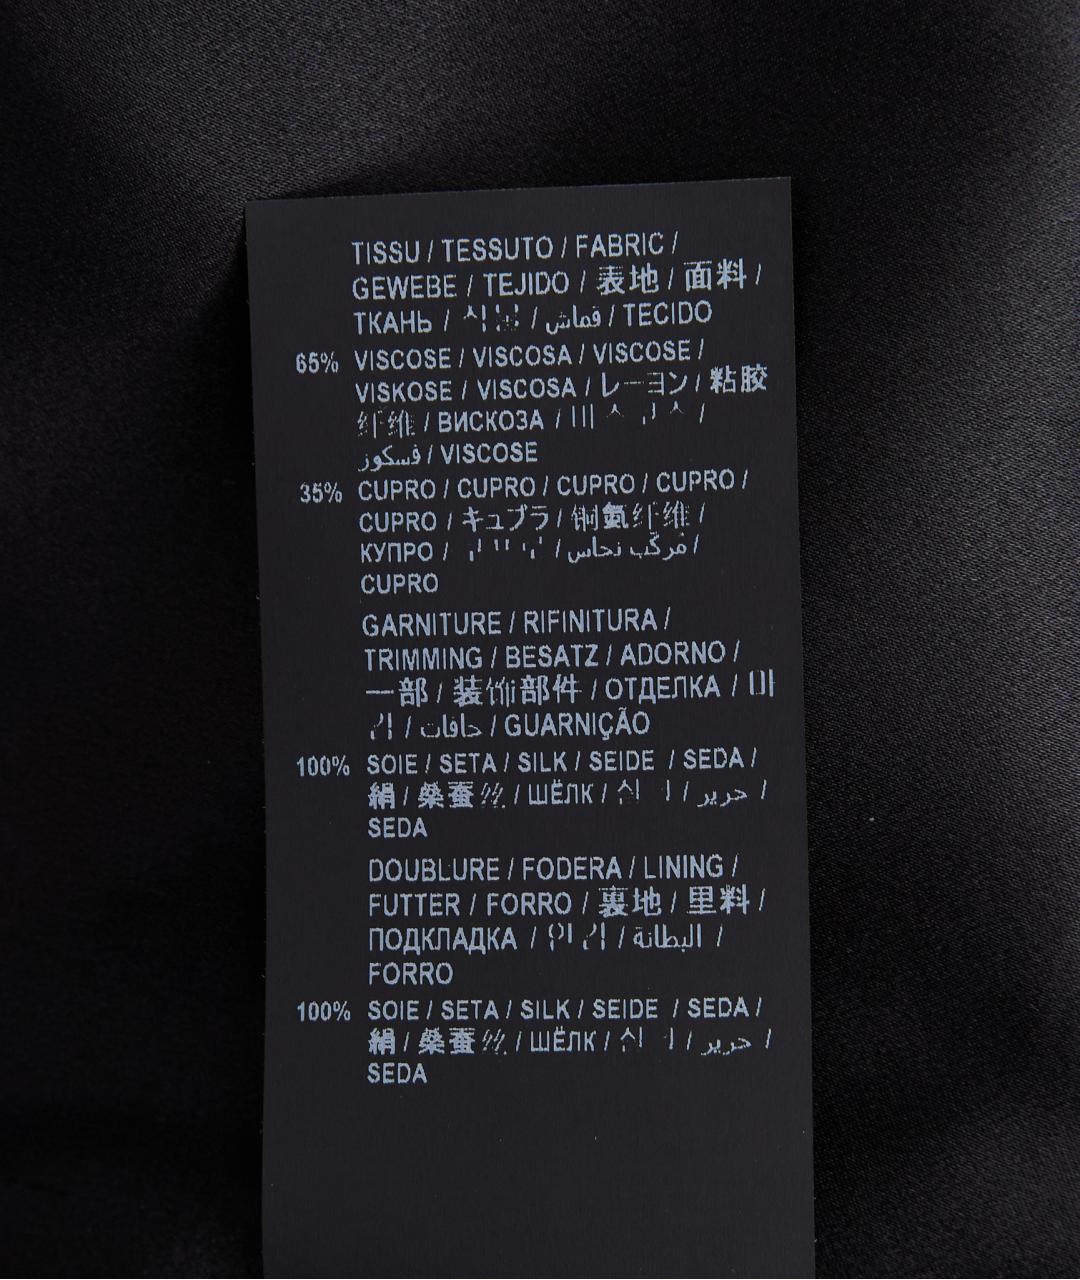 TISSU / TESSUTO / FABRIC /
GEWEBE / TEJIDO / 表地 / 面料 /
ТКАНЬ / / قماش / TECIDO
65% VISCOSE / VISCOSA / VISCOSE /
VISKOSE / VISCOSA / レーヨン / 粘胶
纤维 / ВИСКОЗА / /
فسكوز / VISCOSE
35% CUPRO / CUPRO / CUPRO / CUPRO /
CUPRO / キュプラ / 铜氨纤维 /
КУПРО / / مركب نحاس /
CUPRO
GARNITURE / RIFINITURA /
TRIMMING / BESATZ / ADORNO /
一部 / 装饰部件 / ОТДЕЛКА /
/ حافات / GUARNIÇÃO
100% SOIE / SETA / SILK / SEIDE / SEDA /
絹 / 桑蚕丝 / ШЁЛК / / حرير /
SEDA
DOUBLURE / FODERA / LINING /
FUTTER / FORRO / 裏地 / 里料 /
ПОДКЛАДКА / / البطانة /
FORRO
100% SOIE / SETA / SILK / SEIDE / SEDA /
絹 / 桑蚕丝 / ШЁЛК / / حرير /
SEDA